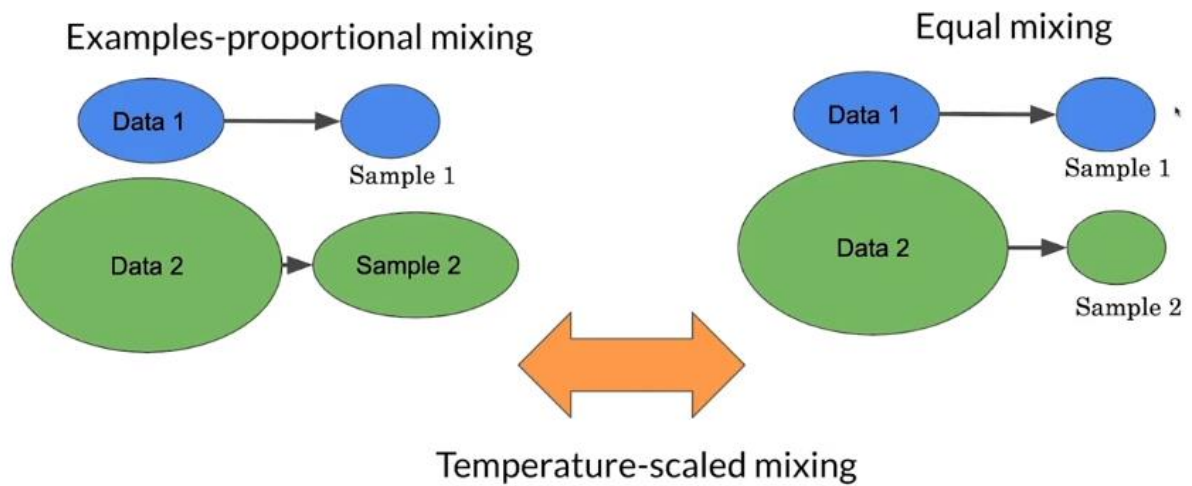 Examples-proportional mixing
Data 1
Sample 1
Data 2
Sample 2
Equal mixing
Data 1
Sample 1
Data 2
Sample 2
Temperature-scaled mixing